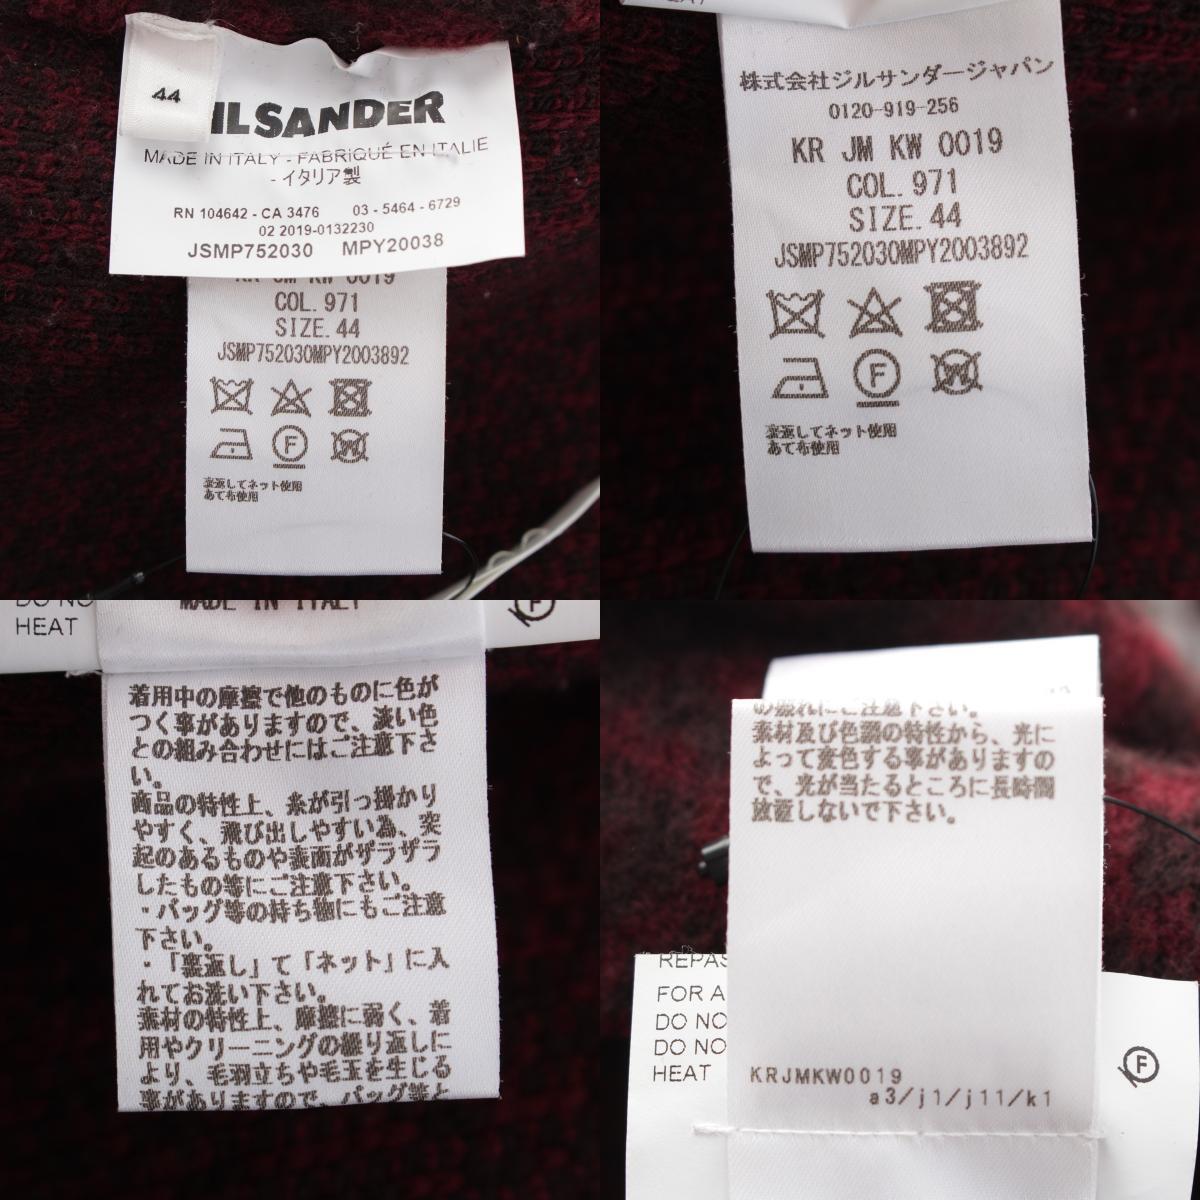 44
JIL SANDER
MADE IN ITALY - FABRIQUÉ EN ITALIE
- イタリア製
RN 104642 - CA 3476 03 - 5464 - 6729
02 2019-0132230
JSMP752030 MPY20038
KR JM KW 0019
COL. 971
SIZE. 44
JSMP752030MPY2003892
F
W
裏返してネット使用
あて布使用
株式会社ジルサンダージャパン
0120-919-256
KR JM KW 0019
COL. 971
SIZE. 44
JSMP752030MPY2003892
F
W
裏返してネット使用
あて布使用
DO NO
HEAT
MADE IN ITALY
F
着用中の摩擦で他のものに色が
つく事がありますので、淡い色
との組み合わせにはご注意下さ
い。
商品の特性上、糸が引っ掛かり
やすく、飛び出しやすい為、突
起のあるものや表面がザラザラ
したもの等にご注意下さい。
・バッグ等の持ち物にもご注意
下さい。
・「裏返し」て「ネット」に入
れてお洗い下さい。
素材の特性上、摩擦に弱く、着
用やクリーニングの繰り返しに
より、毛羽立ちや毛玉を生じる
事がありますので、バッグ等と
の擦れにご注意下さい。
素材及び色調の特性から、光に
よって変色する事がありますの
で、光が当たるところに長時間
放置しないで下さい。
REPAS
FOR A
DO NO
DO NO
HEAT
F
KRJMKW0019
a3/j1/j11/k1